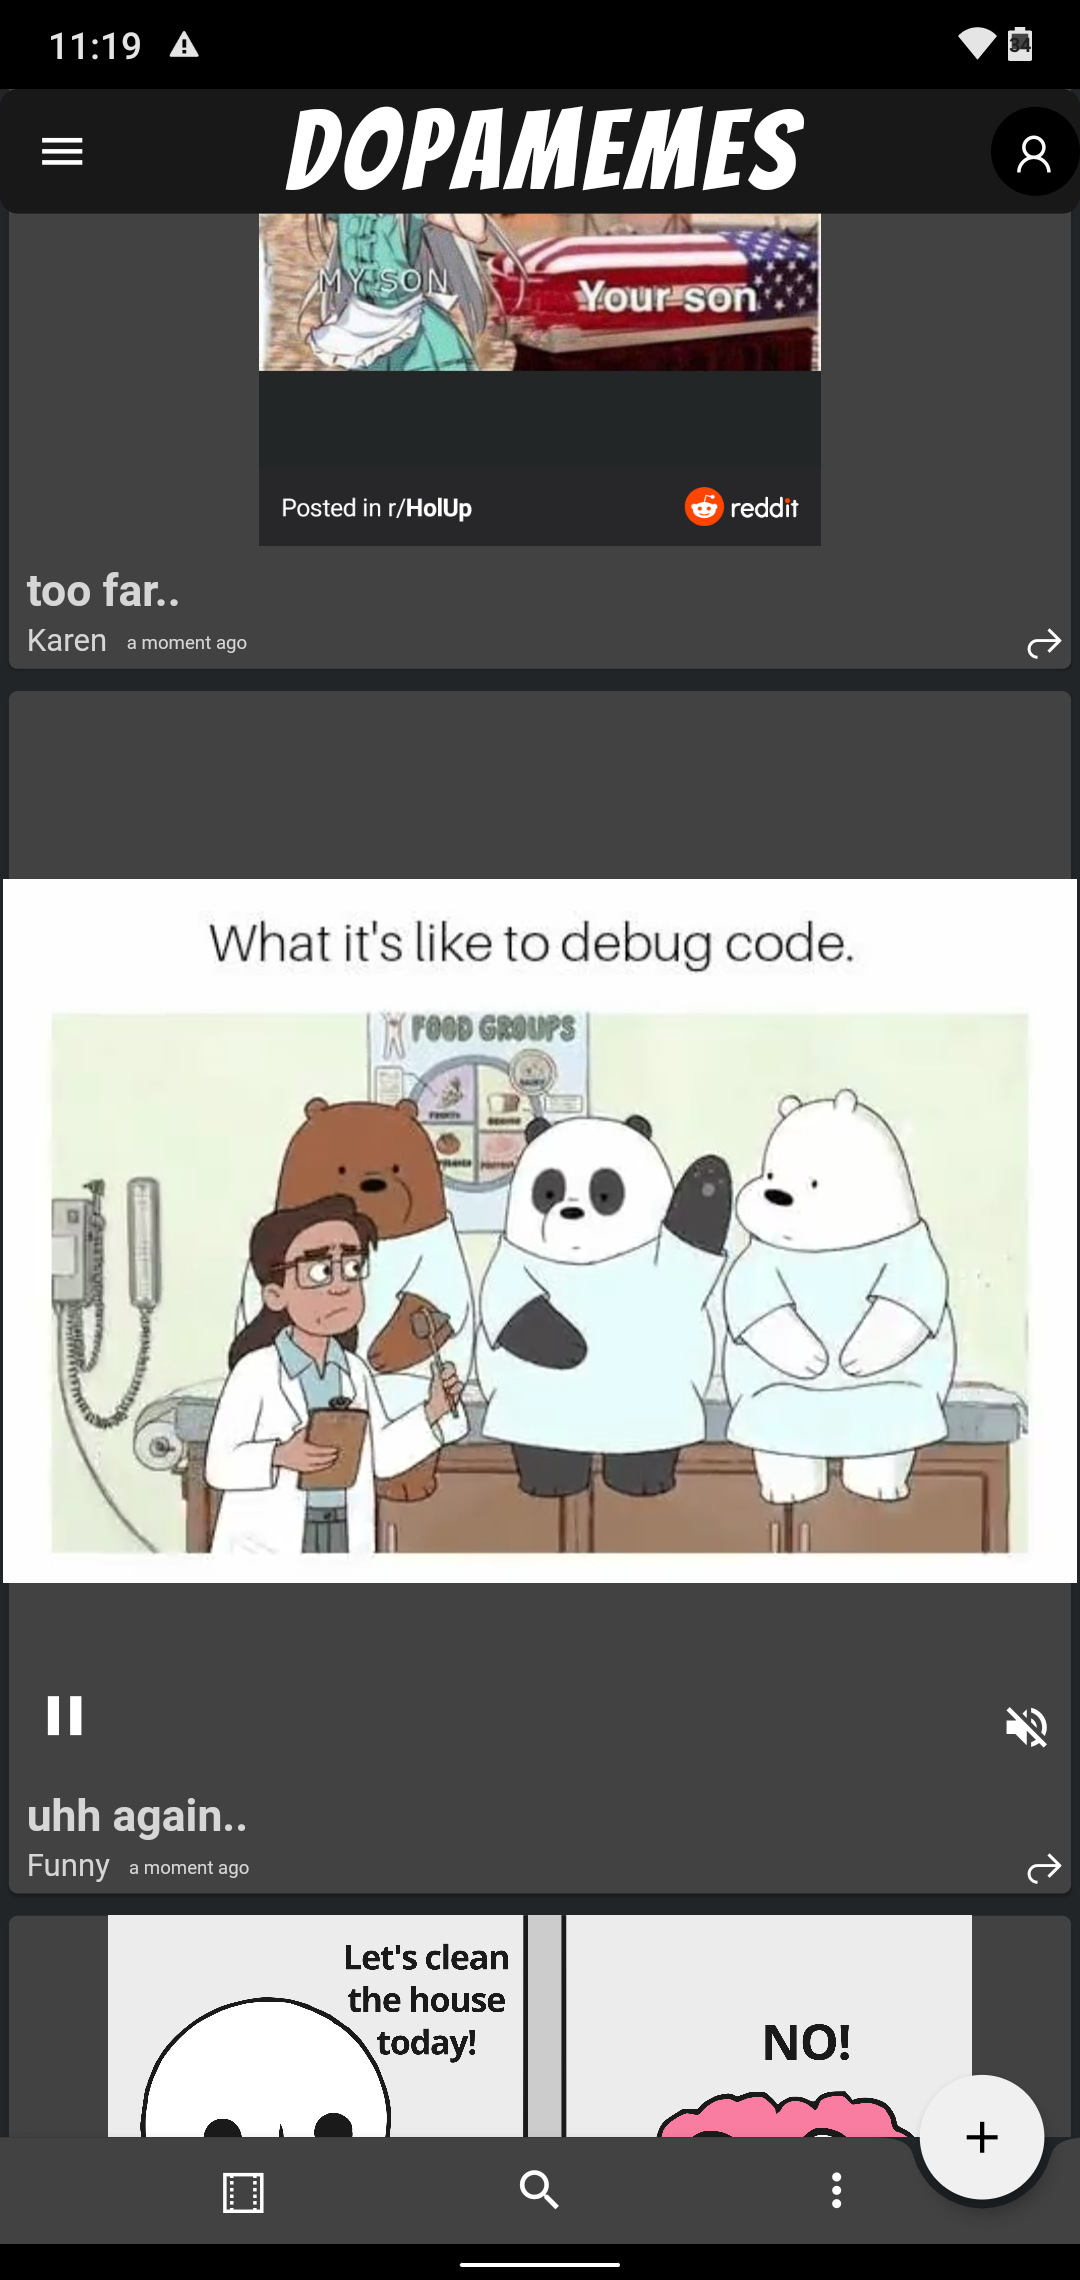 11:19
34
DOPAMEMES
MY SON
Your son
Posted in r/HolUp
reddit
too far..
Karen a moment ago
What it's like to debug code.
FOOD GROUPS
uhh again..
Funny a moment ago
Let's clean
the house
today!
NO!